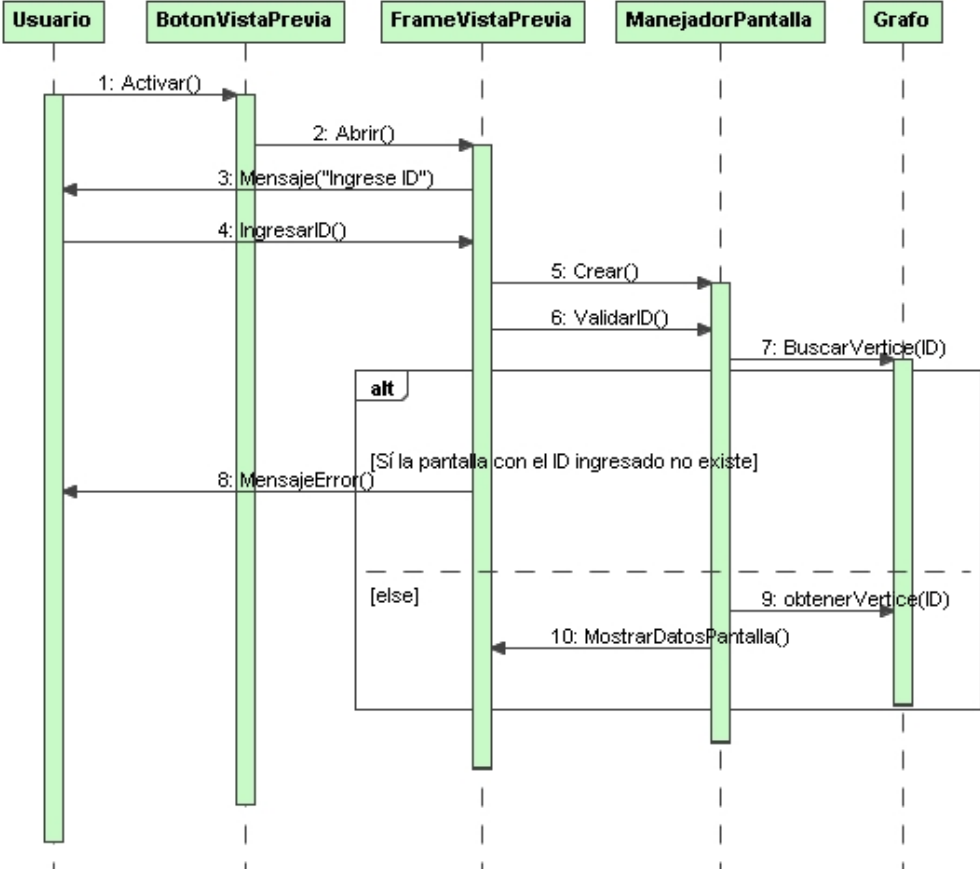 Usuario
BotonVistaPrevia
FrameVistaPrevia
ManejadorPantalla
Grafo
1: Activar()
2: Abrir()
3: Mensaje("Ingrese ID")
4: IngresarID()
5: Crear()
6: ValidarID()
7: BuscarVertice(ID)
alt
[Sí la pantalla con el ID ingresado no existe]
8: MensajeError()
[else]
9: obtenerVertice(ID)
10: MostrarDatosPantalla()